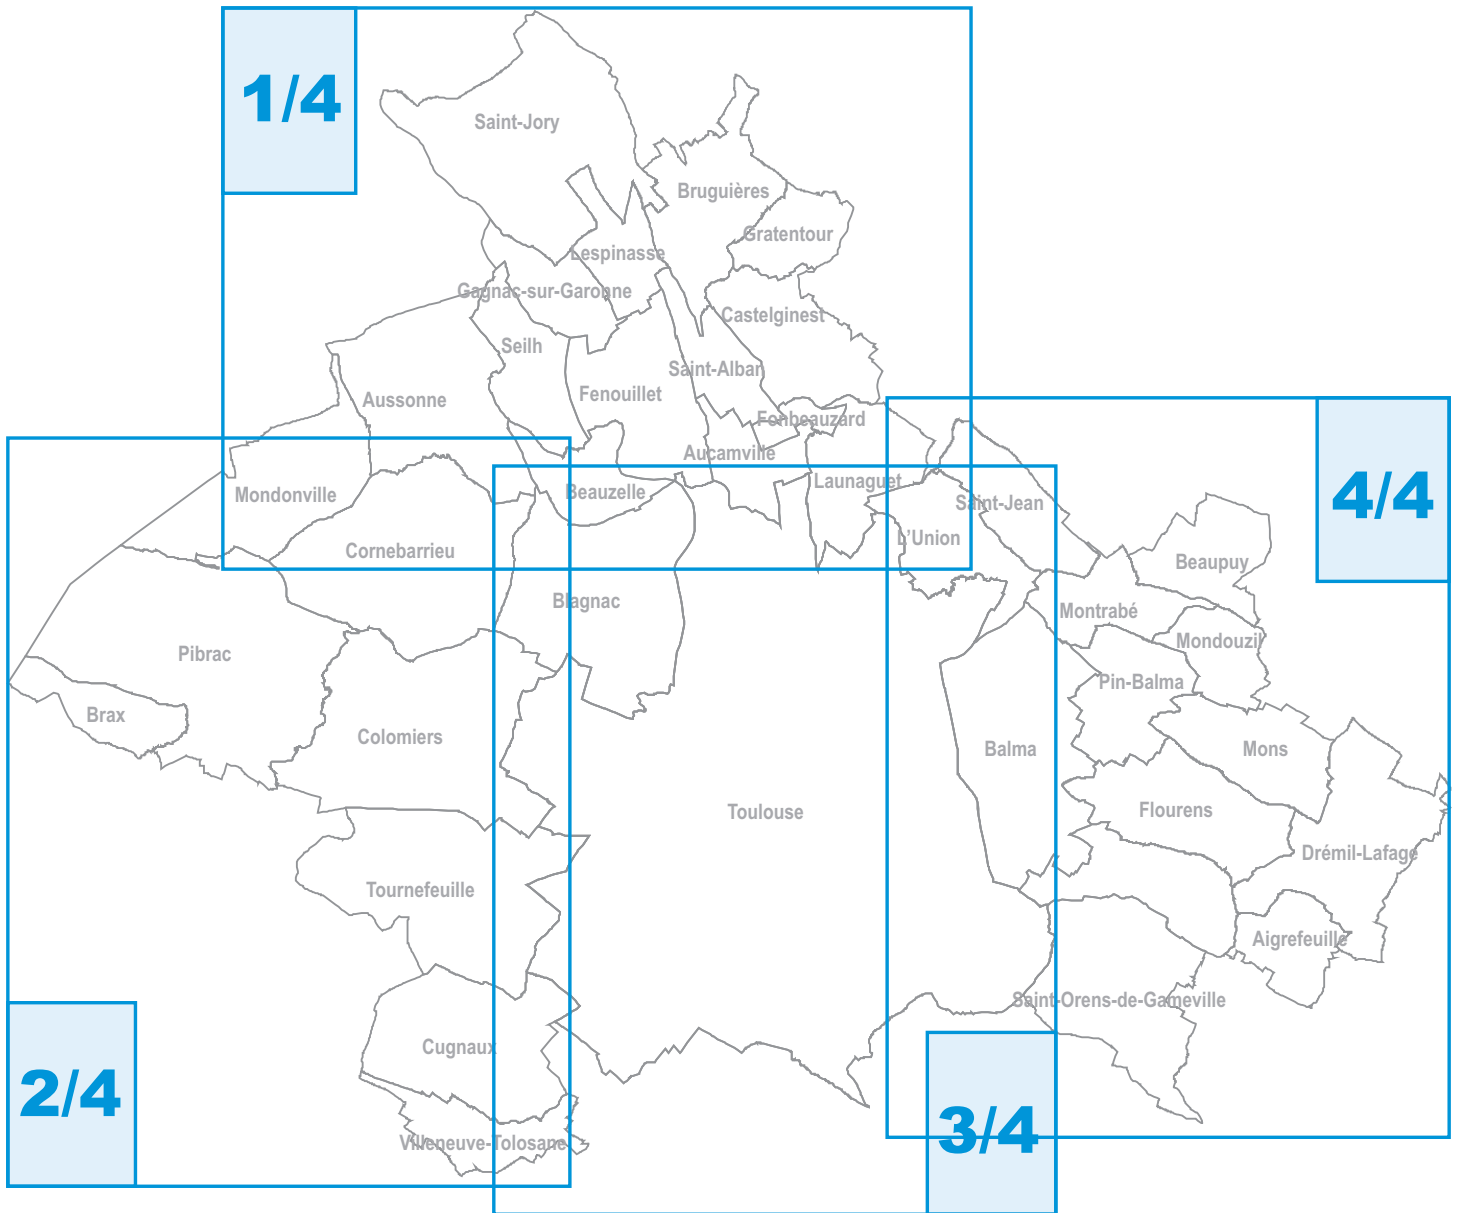 1/4
Saint-Jory
Bruguières
Gratentour
Lespinasse
Gagnac-sur-Garonne
Castelginest
Seilh
Saint-Alban
Fenouillet
Aussonne
Fonbeauzard
Aucamville
Launaguet
Beauzelle
Mondonville
4/4
Saint-Jean
L'Union
Cornebarrieu
Beaupuy
Blagnac
Montrabé
Mondouzil
Pibrac
Pin-Balma
Brax
Colomiers
Balma
Mons
Toulouse
Flourens
Drémil-Lafage
Tournefeuille
Aigrefeuille
Saint-Orens-de-Gameville
Cugnaux
2/4
3/4
Villeneuve-Tolosane